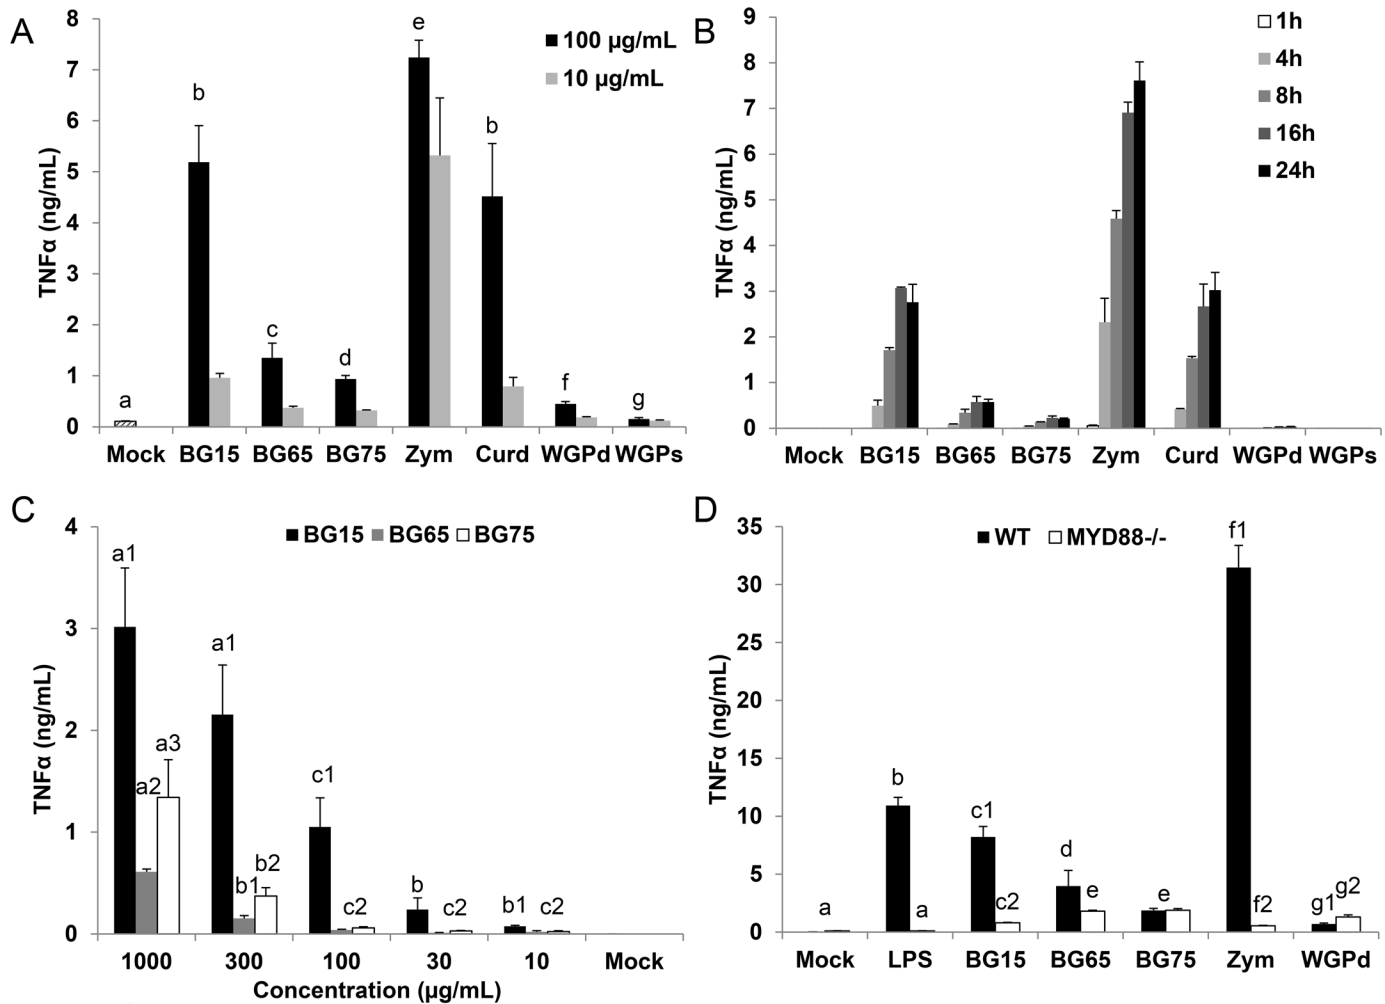 A
TNFα (ng/mL)
8
7
6
5
4
3
2
1
0
100 µg/mL
10 µg/mL
a
b
c
d
e
b
f
g
Mock BG15 BG65 BG75 Zym Curd WGPd WGPs
B
TNFα (ng/mL)
9
8
7
6
5
4
3
2
1
0
1h
4h
8h
16h
24h
Mock BG15 BG65 BG75 Zym Curd WGPd WGPs
C
TNFα (ng/mL)
4
3
2
1
0
BG15 BG65 BG75
a1
a2
a3
a1
b1
b2
c1
c2
b
c2
b1
c2
1000 300 100 30 10 Mock
Concentration (µg/mL)
D
TNFα (ng/mL)
35
30
25
20
15
10
5
0
WT MYD88-/-
a
b
a
c1
c2
d
e
e
f1
f2
g1
g2
Mock LPS BG15 BG65 BG75 Zym WGPd